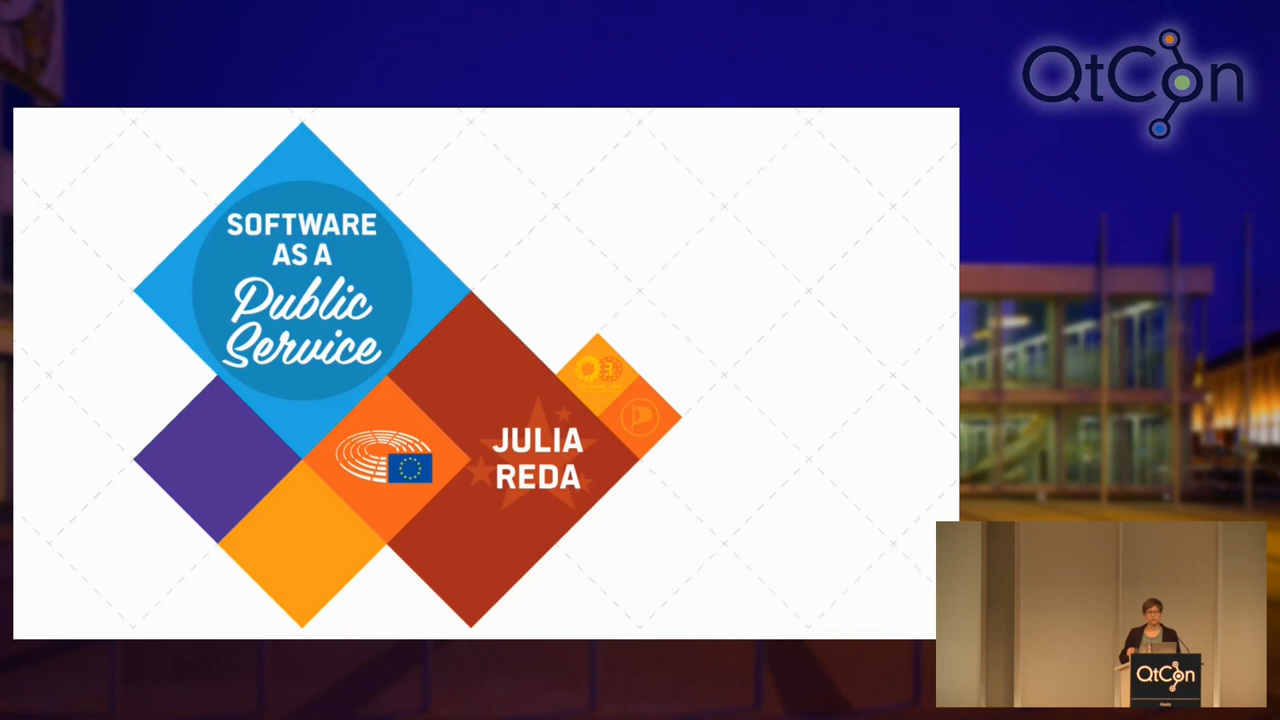 QtCon
SOFTWARE
AS A
Public
Service
JULIA
REDA
QtCon